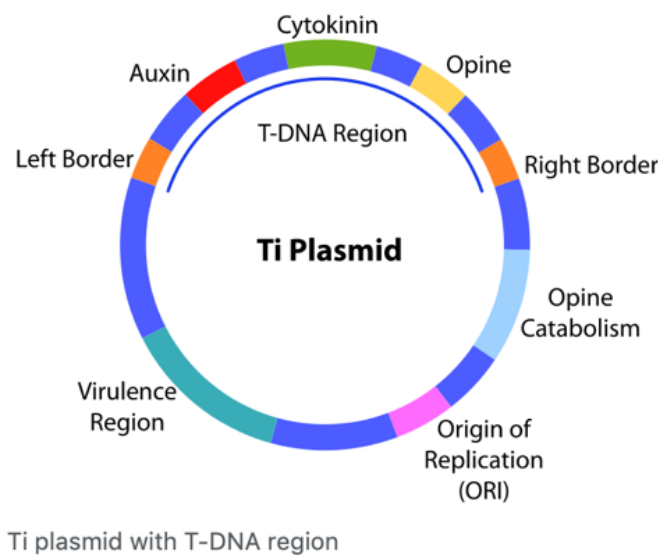 Cytokinin
Auxin
Opine
T-DNA Region
Left Border
Right Border
Ti Plasmid
Opine
Catabolism
Virulence
Region
Origin of
Replication
(ORI)
Ti plasmid with T-DNA region